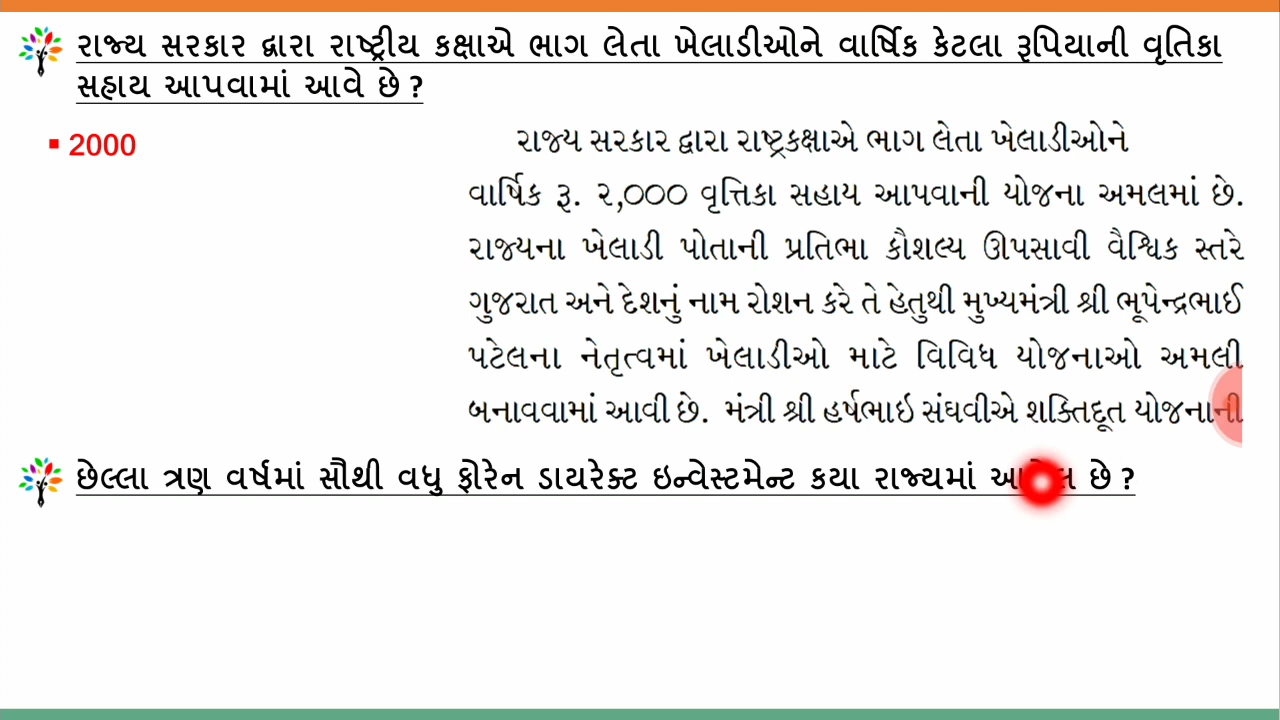 રાજ્ય સરકાર દ્વારા રાષ્ટ્રીય કક્ષાએ ભાગ લેતા ખેલાડીઓને વાર્ષિક કેટલા રૂપિયાની વૃતિકા
સહાય આપવામાં આવે છે ?
▪ 2000
રાજ્ય સરકાર દ્વારા રાષ્ટ્રકક્ષાએ ભાગ લેતા ખેલાડીઓને
વાર્ષિક રૂ. ૨,૦૦૦ વૃત્તિકા સહાય આપવાની યોજના અમલમાં છે.
રાજ્યના ખેલાડી પોતાની પ્રતિભા કૌશલ્ય ઊપસાવી વૈશ્વિક સ્તરે
ગુજરાત અને દેશનું નામ રોશન કરે તે હેતુથી મુખ્યમંત્રી શ્રી ભૂપેન્દ્રભાઈ
પટેલના નેતૃત્વમાં ખેલાડીઓ માટે વિવિધ યોજનાઓ અમલી
બનાવવામાં આવી છે. મંત્રી શ્રી હર્ષભાઇ સંઘવીએ શક્તિદૂત યોજનાની
છેલ્લા ત્રણ વર્ષમાં સૌથી વધુ ફોરેન ડાયરેક્ટ ઇન્વેસ્ટમેન્ટ કયા રાજ્યમાં છે ?